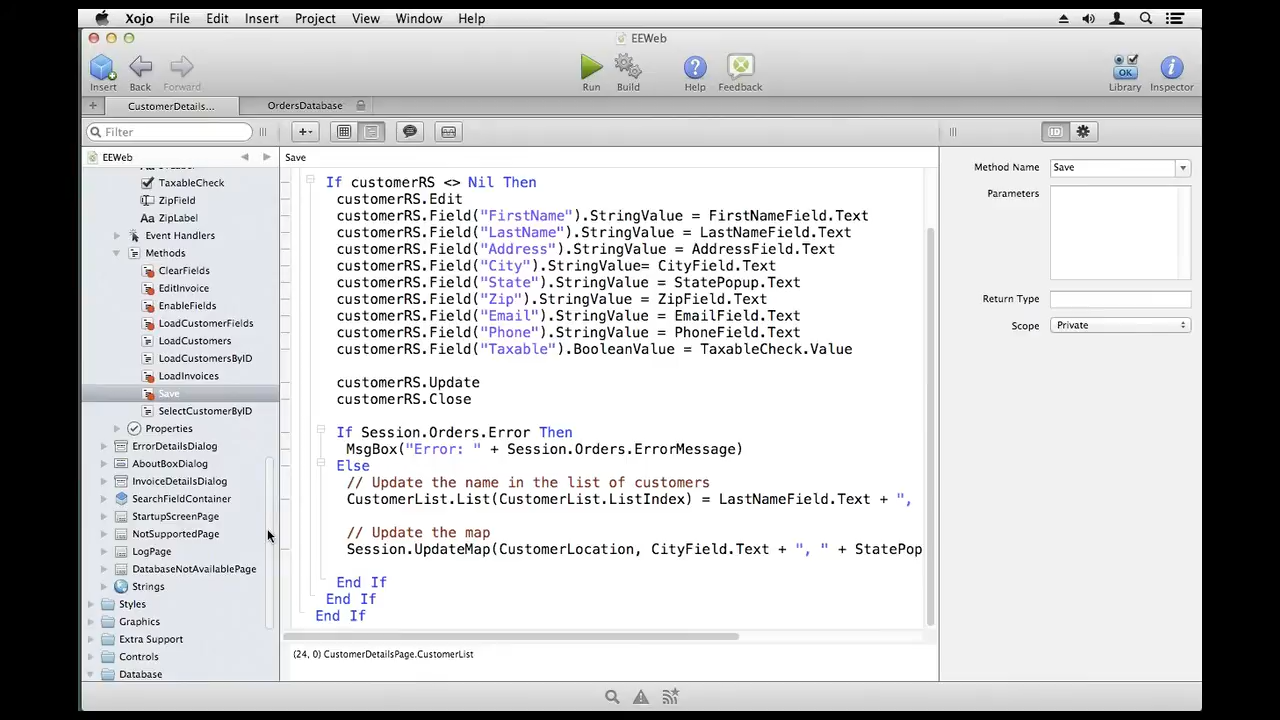 Xojo File Edit Insert Project View Window Help
EEWeb
Insert Back Forward Run Build Help Feedback OK Library Inspector
CustomerDetails... OrdersDatabase
Filter
EEWeb Save
TaxableCheck
ZipField
ZipLabel
Event Handlers
Methods
ClearFields
EditInvoice
EnableFields
LoadCustomerFields
LoadCustomers
LoadCustomersByID
LoadInvoices
Save
SelectCustomerByID
Properties
ErrorDetailsDialog
AboutBoxDialog
InvoiceDetailsDialog
SearchFieldContainer
StartupScreenPage
NotSupportedPage
LogPage
DatabaseNotAvailablePage
Strings
Styles
Graphics
Extra Support
Controls
Database
If customerRS <> Nil Then
customerRS.Edit
customerRS.Field("FirstName").StringValue = FirstNameField.Text
customerRS.Field("LastName").StringValue = LastNameField.Text
customerRS.Field("Address").StringValue = AddressField.Text
customerRS.Field("City").StringValue= CityField.Text
customerRS.Field("State").StringValue = StatePopup.Text
customerRS.Field("Zip").StringValue = ZipField.Text
customerRS.Field("Email").StringValue = EmailField.Text
customerRS.Field("Phone").StringValue = PhoneField.Text
customerRS.Field("Taxable").BooleanValue = TaxableCheck.Value
customerRS.Update
customerRS.Close
If Session.Orders.Error Then
MsgBox("Error: " + Session.Orders.ErrorMessage)
Else
// Update the name in the list of customers
CustomerList.List(CustomerList.ListIndex) = LastNameField.Text + ",
// Update the map
Session.UpdateMap(CustomerLocation, CityField.Text + ", " + StatePop
End If
End If
End If
(24, 0) CustomerDetailsPage.CustomerList
ID
Method Name Save
Parameters
Return Type
Scope Private